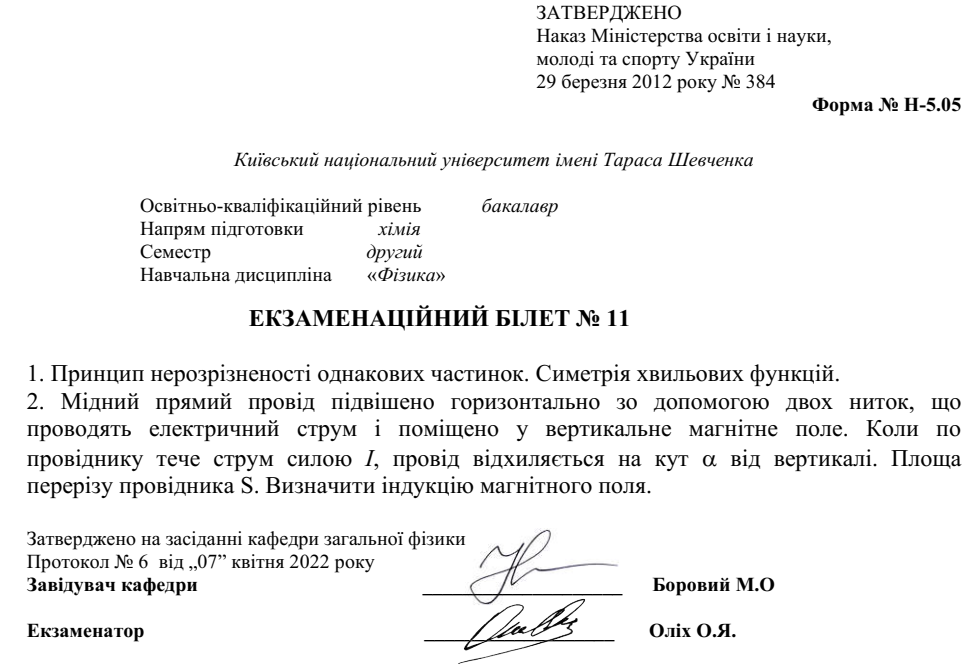 ЗАТВЕРДЖЕНО
Наказ Міністерства освіти і науки,
молоді та спорту України
29 березня 2012 року № 384
Форма № Н-5.05
Київський національний університет імені Тараса Шевченка
Освітньо-кваліфікаційний рівень бакалавр
Напрям підготовки хімія
Семестр другий
Навчальна дисципліна «Фізика»
ЕКЗАМЕНАЦІЙНИЙ БІЛЕТ № 11
1. Принцип нерозрізненості однакових частинок. Симетрія хвильових функцій.
2. Мідний прямий провід підвішено горизонтально зо допомогою двох ниток, що
проводять електричний струм і поміщено у вертикальне магнітне поле. Коли по
провіднику тече струм силою I, провід відхиляється на кут α від вертикалі. Площа
перерізу провідника S. Визначити індукцію магнітного поля.
Затверджено на засіданні кафедри загальної фізики
Протокол № 6 від „07” квітня 2022 року
Завідувач кафедри Боровий М.О
Екзаменатор Оліх О.Я.